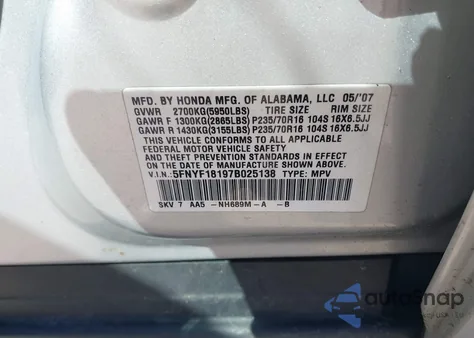 MFD. BY HONDA MFG. OF ALABAMA, LLC 05/'07
GVWR 2700KG(5950LBS) TIRE SIZE RIM SIZE
GAWR F 1300KG(2865LBS) P235/70R16 104S 16X6.5JJ
GAWR R 1430KG(3155LBS) P235/70R16 104S 16X6.5JJ
THIS VEHICLE CONFORMS TO ALL APPLICABLE
FEDERAL MOTOR VEHICLE SAFETY STANDARDS IN
EFFECT ON THE DATE OF MANUFACTURE SHOWN ABOVE.
V.I.N.: 5FNYF18197B025138 TYPE: MPV
SKV 7 AA5 -NH689M-A -B
autosnap